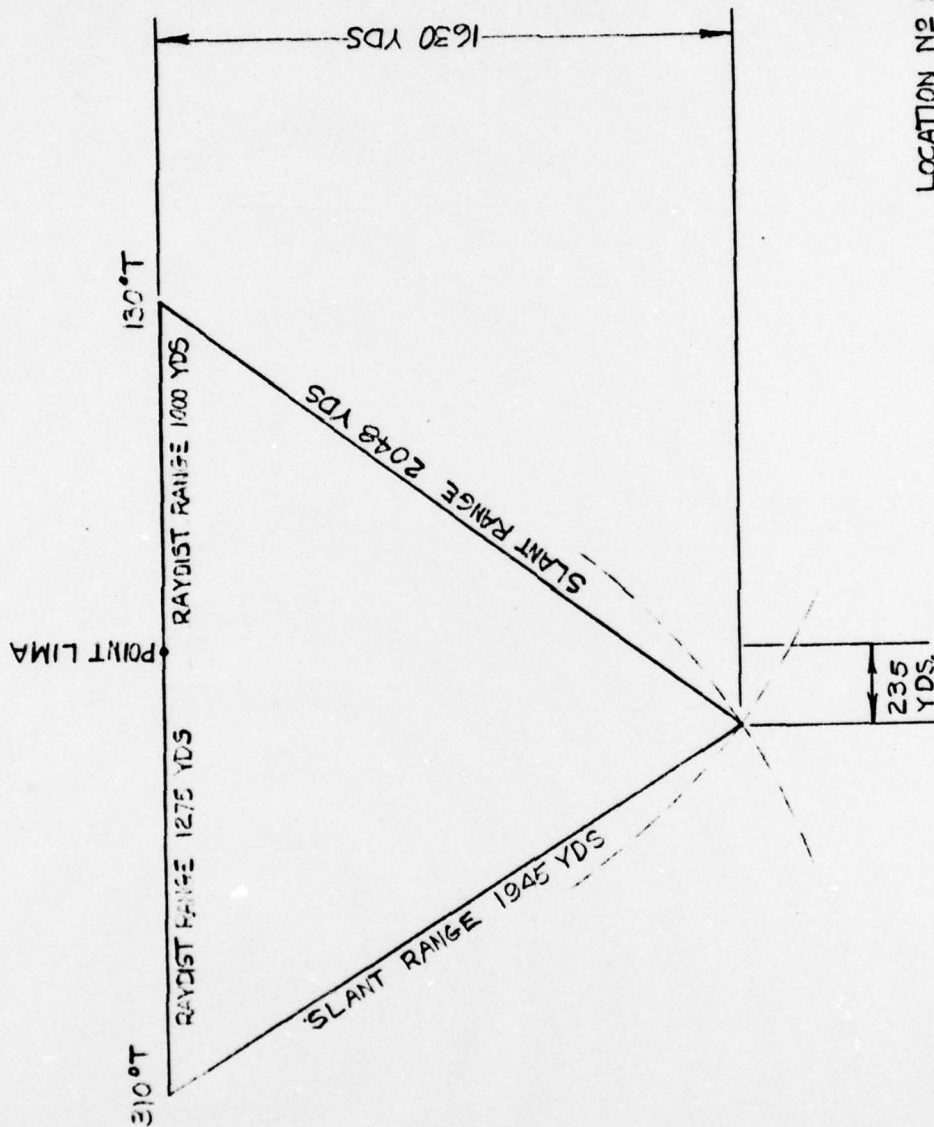 1630 YDS
LOCATION Nº
130°T
310°T
POINT LIMA
RAYDIST RANGE 1275 YDS
RAYDIST RANGE 1000 YDS
SLANT RANGE 2048 YDS
SLANT RANGE 1945 YDS
235
YDS.